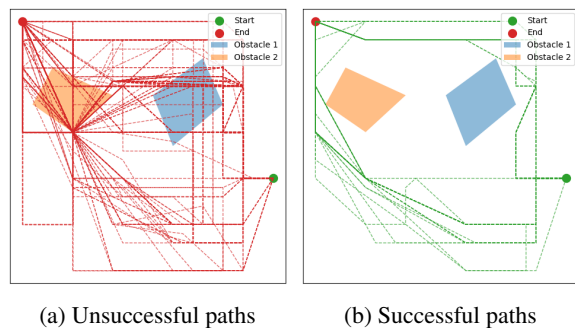 Start
End
Obstacle 1
Obstacle 2
Start
End
Obstacle 1
Obstacle 2
(a) Unsuccessful paths
(b) Successful paths